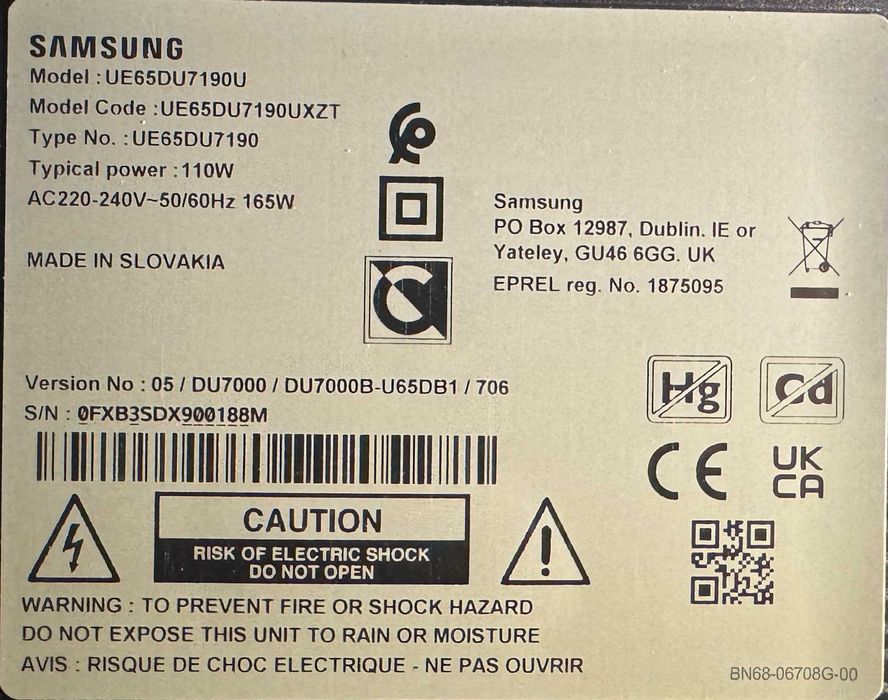 SAMSUNG
Model : UE65DU7190U
Model Code : UE65DU7190UXZT
Type No. : UE65DU7190
Typical power : 110W
AC220-240V~50/60Hz 165W
MADE IN SLOVAKIA
Samsung
PO Box 12987, Dublin. IE or
Yateley, GU46 6GG. UK
EPREL reg. No. 1875095
Version No : 05 / DU7000 / DU7000B-U65DB1 / 706
S/N : 0FXB3SDX900188M
Hg
Cd
CE
UK
CA
CAUTION
RISK OF ELECTRIC SHOCK
DO NOT OPEN
WARNING : TO PREVENT FIRE OR SHOCK HAZARD
DO NOT EXPOSE THIS UNIT TO RAIN OR MOISTURE
AVIS : RISQUE DE CHOC ELECTRIQUE - NE PAS OUVRIR
BN68-06708G-00